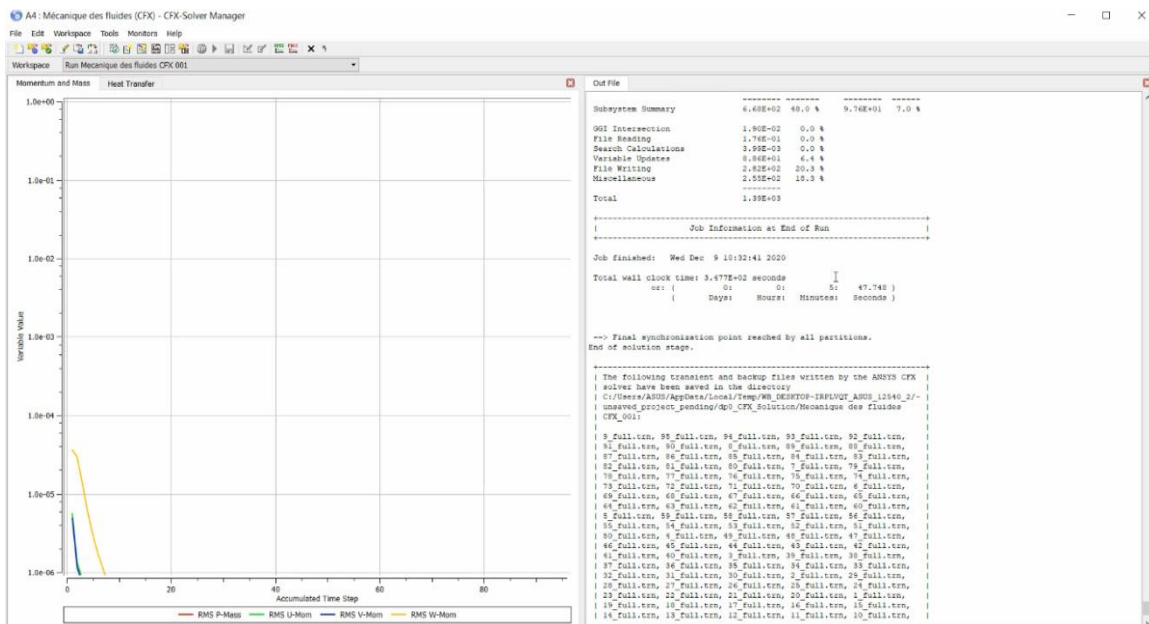 A4 : Mécanique des fluides (CFX) - CFX-Solver Manager
File Edit Workspace Tools Monitors Help
Workspace Run Mecanique des fluides CFX 001
Momentum and Mass Heat Transfer
1.0e+00
1.0e-01
1.0e-02
1.0e-03
1.0e-04
1.0e-05
1.0e-06
Variable Value
0 20 40 60 80
Accumulated Time Step
RMS P-Mass RMS U-Mom RMS V-Mom RMS W-Mom
Out File
Subsystem Summary 6.68E+02 48.0 % 9.76E+01 7.0 %
GGI Intersection 1.90E-02 0.0 %
File Reading 1.76E-01 0.0 %
Search Calculations 3.99E-03 0.0 %
Variable Updates 8.86E+01 6.4 %
File Writing 2.82E+02 20.3 %
Miscellaneous 2.55E+02 18.3 %
--------
Total 1.39E+03
Job Information at End of Run
Job finished: Wed Dec 9 10:32:41 2020
Total wall clock time: 3.477E+02 seconds
or: ( 0: 0: 5: 47.748 )
( Days: Hours: Minutes: Seconds )
--> Final synchronization point reached by all partitions.
End of solution stage.
| The following transient and backup files written by the ANSYS CFX |
| solver have been saved in the directory |
| C:/Users/ASUS/AppData/Local/Temp/WB_DESKTOP-IRPLVQT_ASUS_12540_2/- |
| unsaved_project_pending/dp0_CFX_Solution/Mecanique des fluides |
| CFX_001: |
| 9_full.trn, 95_full.trn, 94_full.trn, 93_full.trn, 92_full.trn, |
| 91_full.trn, 90_full.trn, 8_full.trn, 89_full.trn, 88_full.trn, |
| 87_full.trn, 86_full.trn, 85_full.trn, 84_full.trn, 83_full.trn, |
| 82_full.trn, 81_full.trn, 80_full.trn, 7_full.trn, 79_full.trn, |
| 78_full.trn, 77_full.trn, 76_full.trn, 75_full.trn, 74_full.trn, |
| 73_full.trn, 72_full.trn, 71_full.trn, 70_full.trn, 6_full.trn, |
| 69_full.trn, 68_full.trn, 67_full.trn, 66_full.trn, 65_full.trn, |
| 64_full.trn, 63_full.trn, 62_full.trn, 61_full.trn, 60_full.trn, |
| 5_full.trn, 59_full.trn, 58_full.trn, 57_full.trn, 56_full.trn, |
| 55_full.trn, 54_full.trn, 53_full.trn, 52_full.trn, 51_full.trn, |
| 50_full.trn, 4_full.trn, 49_full.trn, 48_full.trn, 47_full.trn, |
| 46_full.trn, 45_full.trn, 44_full.trn, 43_full.trn, 42_full.trn, |
| 41_full.trn, 40_full.trn, 3_full.trn, 39_full.trn, 38_full.trn, |
| 37_full.trn, 36_full.trn, 35_full.trn, 34_full.trn, 33_full.trn, |
| 32_full.trn, 31_full.trn, 30_full.trn, 2_full.trn, 29_full.trn, |
| 28_full.trn, 27_full.trn, 26_full.trn, 25_full.trn, 24_full.trn, |
| 23_full.trn, 22_full.trn, 21_full.trn, 20_full.trn, 1_full.trn, |
| 19_full.trn, 18_full.trn, 17_full.trn, 16_full.trn, 15_full.trn, |
| 14_full.trn, 13_full.trn, 12_full.trn, 11_full.trn, 10_full.trn, |